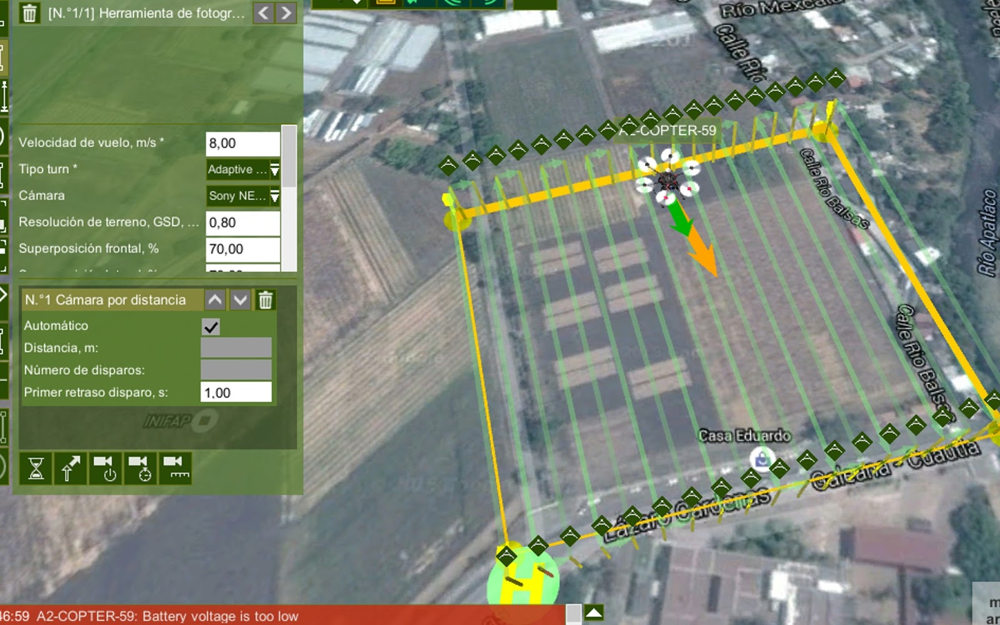 [N.°1/1] Herramienta de fotogr...
Velocidad de vuelo, m/s *
8,00
Tipo turn *
Adaptive ...
Cámara
Sony NE...
Resolución de terreno, GSD, ...
0,80
Superposición frontal, %
70,00
N.°1 Cámara por distancia
Automático
Distancia, m:
Número de disparos:
Primer retraso disparo, s:
1,00
INIFAP
Río Mexcala
Calle Río
A2-COPTER-59
Calle Río Balsas
Río Apatlaco
Calle Río Balsas
Casa Eduardo
Galeana - Cuautla
Lázaro Cárdenas
H
46:59 A2-COPTER-59: Battery voltage is too low